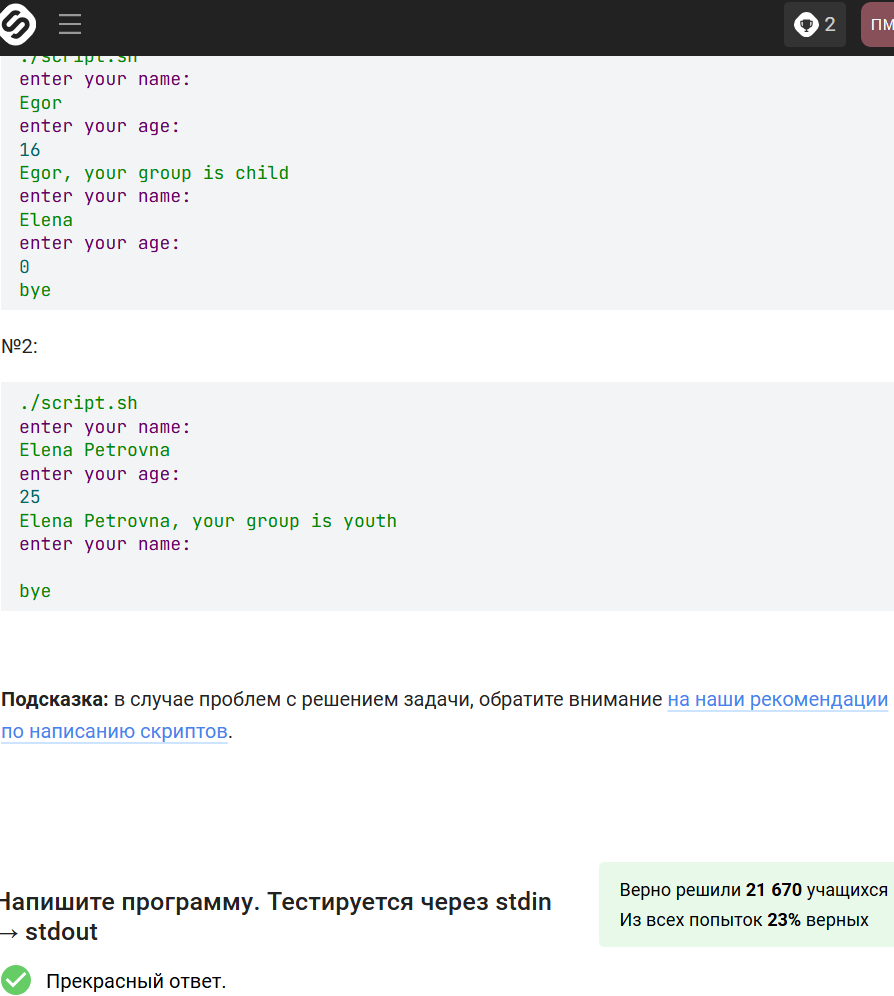 2
ПМ
./script.sh
enter your name:
Egor
enter your age:
16
Egor, your group is child
enter your name:
Elena
enter your age:
0
bye
№2:
./script.sh
enter your name:
Elena Petrovna
enter your age:
25
Elena Petrovna, your group is youth
enter your name:
bye
Подсказка: в случае проблем с решением задачи, обратите внимание на наши рекомендации
по написанию скриптов.
Верно решили 21 670 учащихся
Из всех попыток 23% верных
Напишите программу. Тестируется через stdin
→ stdout
Прекрасный ответ.